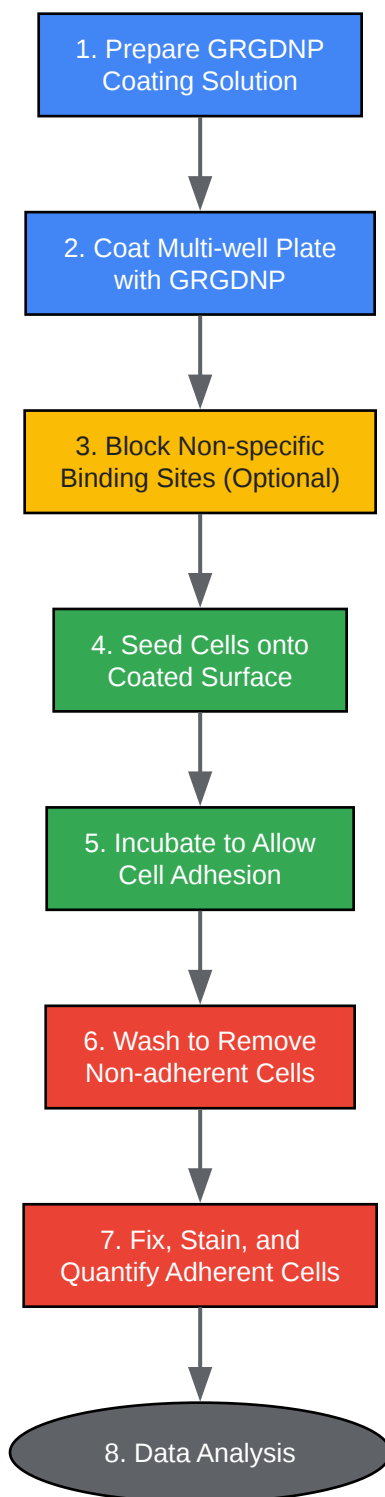 1. Prepare GRGDNP
Coating Solution
2. Coat Multi-well Plate
with GRGDNP
3. Block Non-specific
Binding Sites (Optional)
4. Seed Cells onto
Coated Surface
5. Incubate to Allow
Cell Adhesion
6. Wash to Remove
Non-adherent Cells
7. Fix, Stain, and
Quantify Adherent Cells
8. Data Analysis